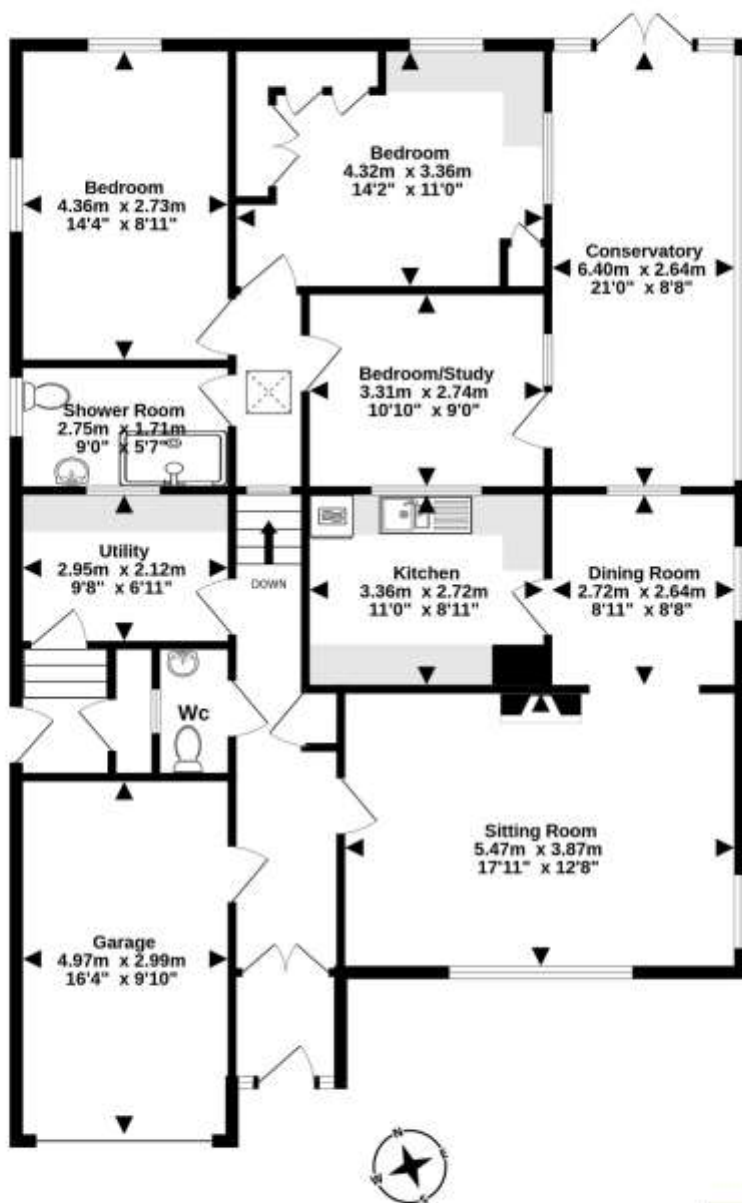 Bedroom
4.36m x 2.73m
14'4" x 8'11"
Bedroom
4.32m x 3.36m
14'2" x 11'0"
Conservatory
6.40m x 2.64m
21'0" x 8'8"
Bedroom/Study
3.31m x 2.74m
10'10" x 9'0"
Shower Room
2.75m x 1.71m
9'0" x 5'7"
Utility
2.95m x 2.12m
9'8" x 6'11"
DOWN
Kitchen
3.36m x 2.72m
11'0" x 8'11"
Dining Room
2.72m x 2.64m
8'11" x 8'8"
Wc
Sitting Room
5.47m x 3.87m
17'11" x 12'8"
Garage
4.97m x 2.99m
16'4" x 9'10"
N
E
W
S